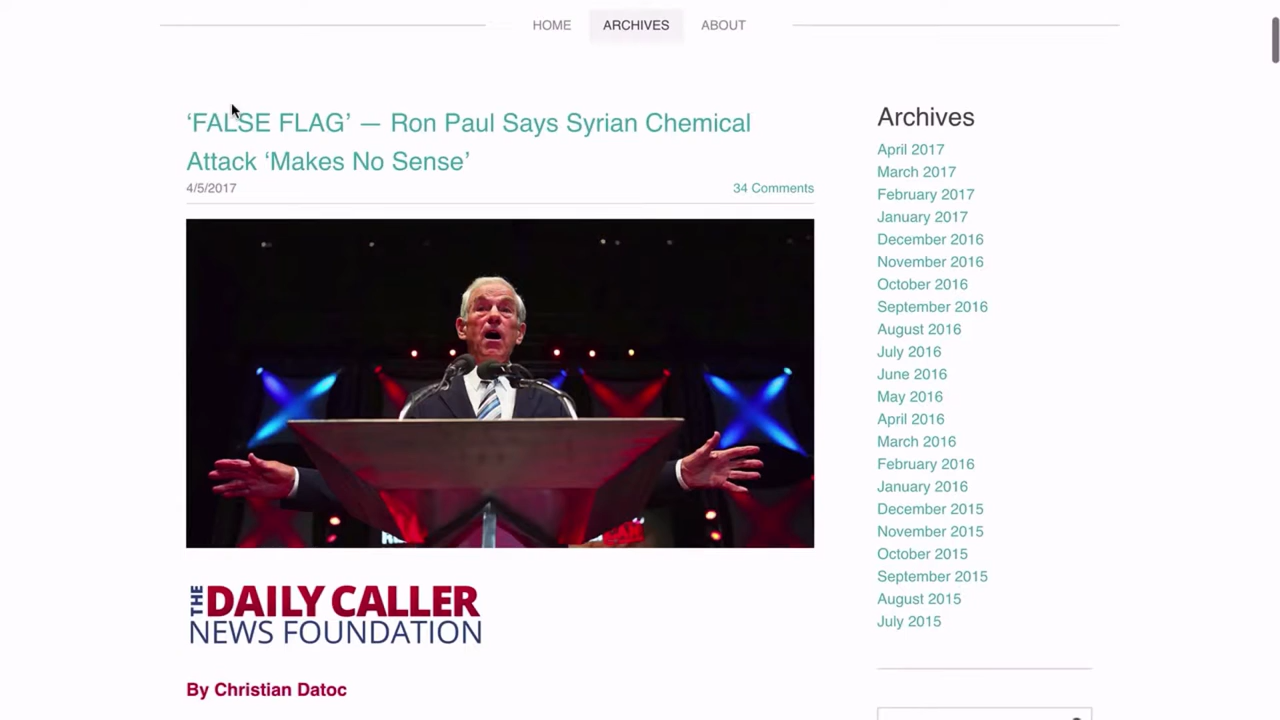 HOME
ARCHIVES
ABOUT
‘FALSE FLAG’ — Ron Paul Says Syrian Chemical
Attack ‘Makes No Sense’
4/5/2017
34 Comments
THE DAILY CALLER
NEWS FOUNDATION
By Christian Datoc
Archives
April 2017
March 2017
February 2017
January 2017
December 2016
November 2016
October 2016
September 2016
August 2016
July 2016
June 2016
May 2016
April 2016
March 2016
February 2016
January 2016
December 2015
November 2015
October 2015
September 2015
August 2015
July 2015